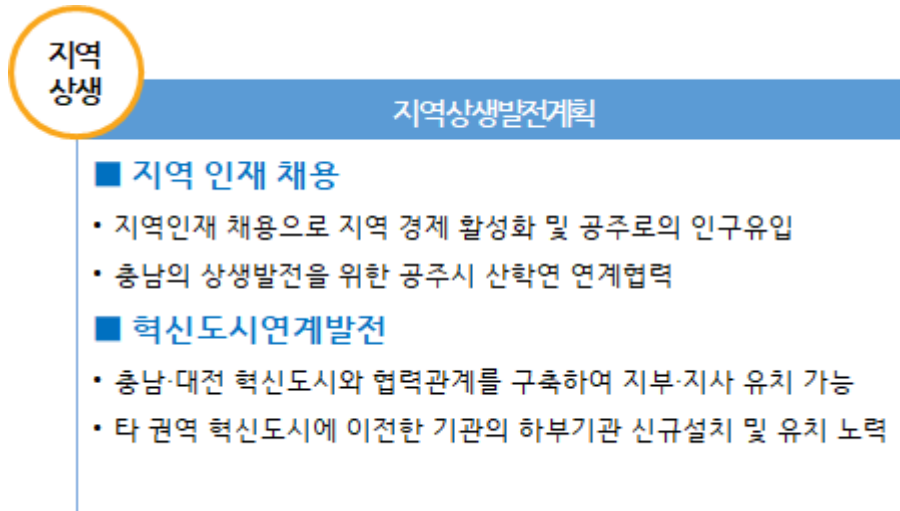 지역
상생
지역상생발전계획
■ 지역 인재 채용
• 지역인재 채용으로 지역 경제 활성화 및 공주로의 인구유입
• 충남의 상생발전을 위한 공주시 산학연 연계협력
■ 혁신도시연계발전
• 충남·대전 혁신도시와 협력관계를 구축하여 지부·지사 유치 가능
• 타 권역 혁신도시에 이전한 기관의 하부기관 신규설치 및 유치 노력